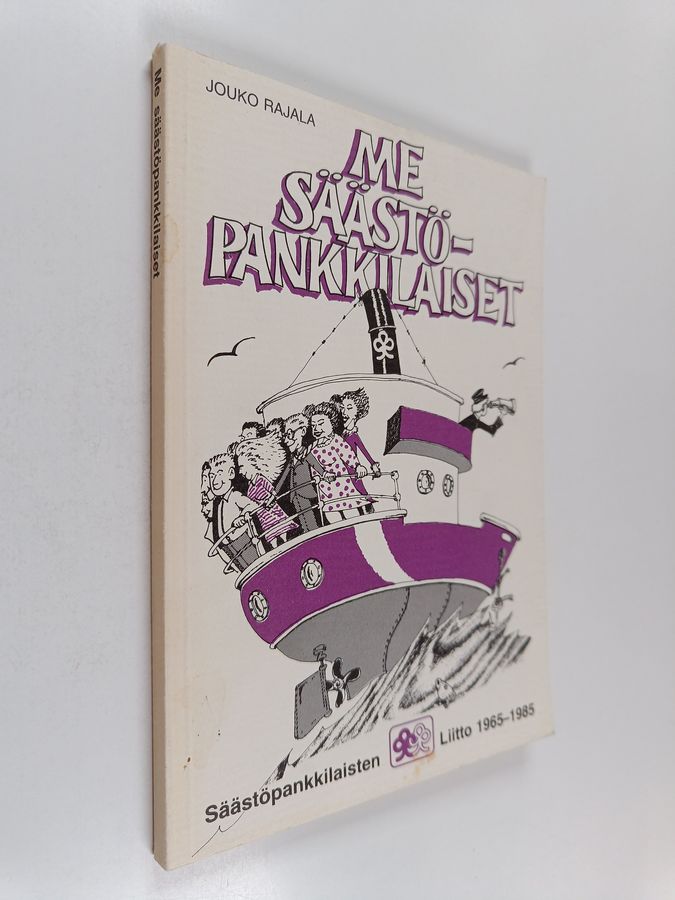 Me säästöpankkilaiset
JOUKO RAJALA
ME
SÄÄSTÖ-
PANKKILAISET
Säästöpankkilaisten Liitto 1965–1985